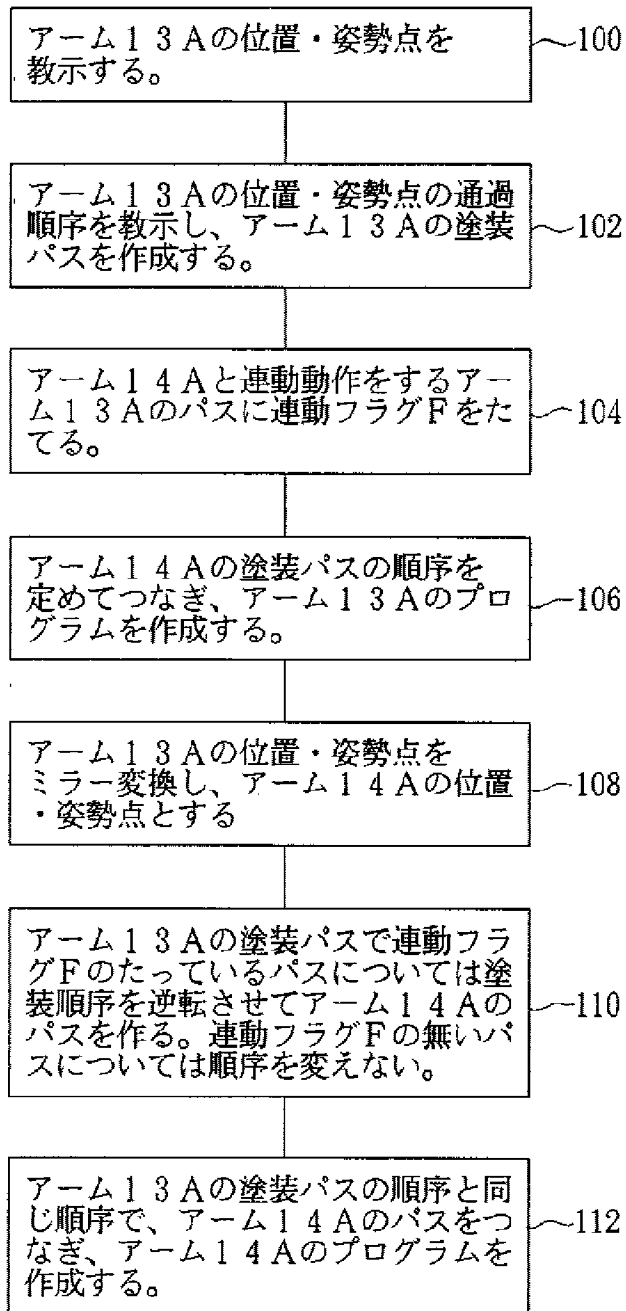 アーム１３Ａの位置・姿勢点を
教示する。
100
アーム１３Ａの位置・姿勢点の通過
順序を教示し、アーム１３Ａの塗装
パスを作成する。
102
アーム１４Ａと連動動作をするアー
ム１３Ａのパスに連動フラグＦをた
てる。
104
アーム１４Ａの塗装パスの順序を
定めてつなぎ、アーム１３Ａのプロ
グラムを作成する。
106
アーム１３Ａの位置・姿勢点を
ミラー変換し、アーム１４Ａの位置
・姿勢点とする
108
アーム１３Ａの塗装パスで連動フラ
グＦのたっているパスについては塗
装順序を逆転させてアーム１４Ａの
パスを作る。連動フラグＦの無いパ
スについては順序を変えない。
110
アーム１３Ａの塗装パスの順序と同
じ順序で、アーム１４Ａのパスをつ
なぎ、アーム１４Ａのプログラムを
作成する。
112